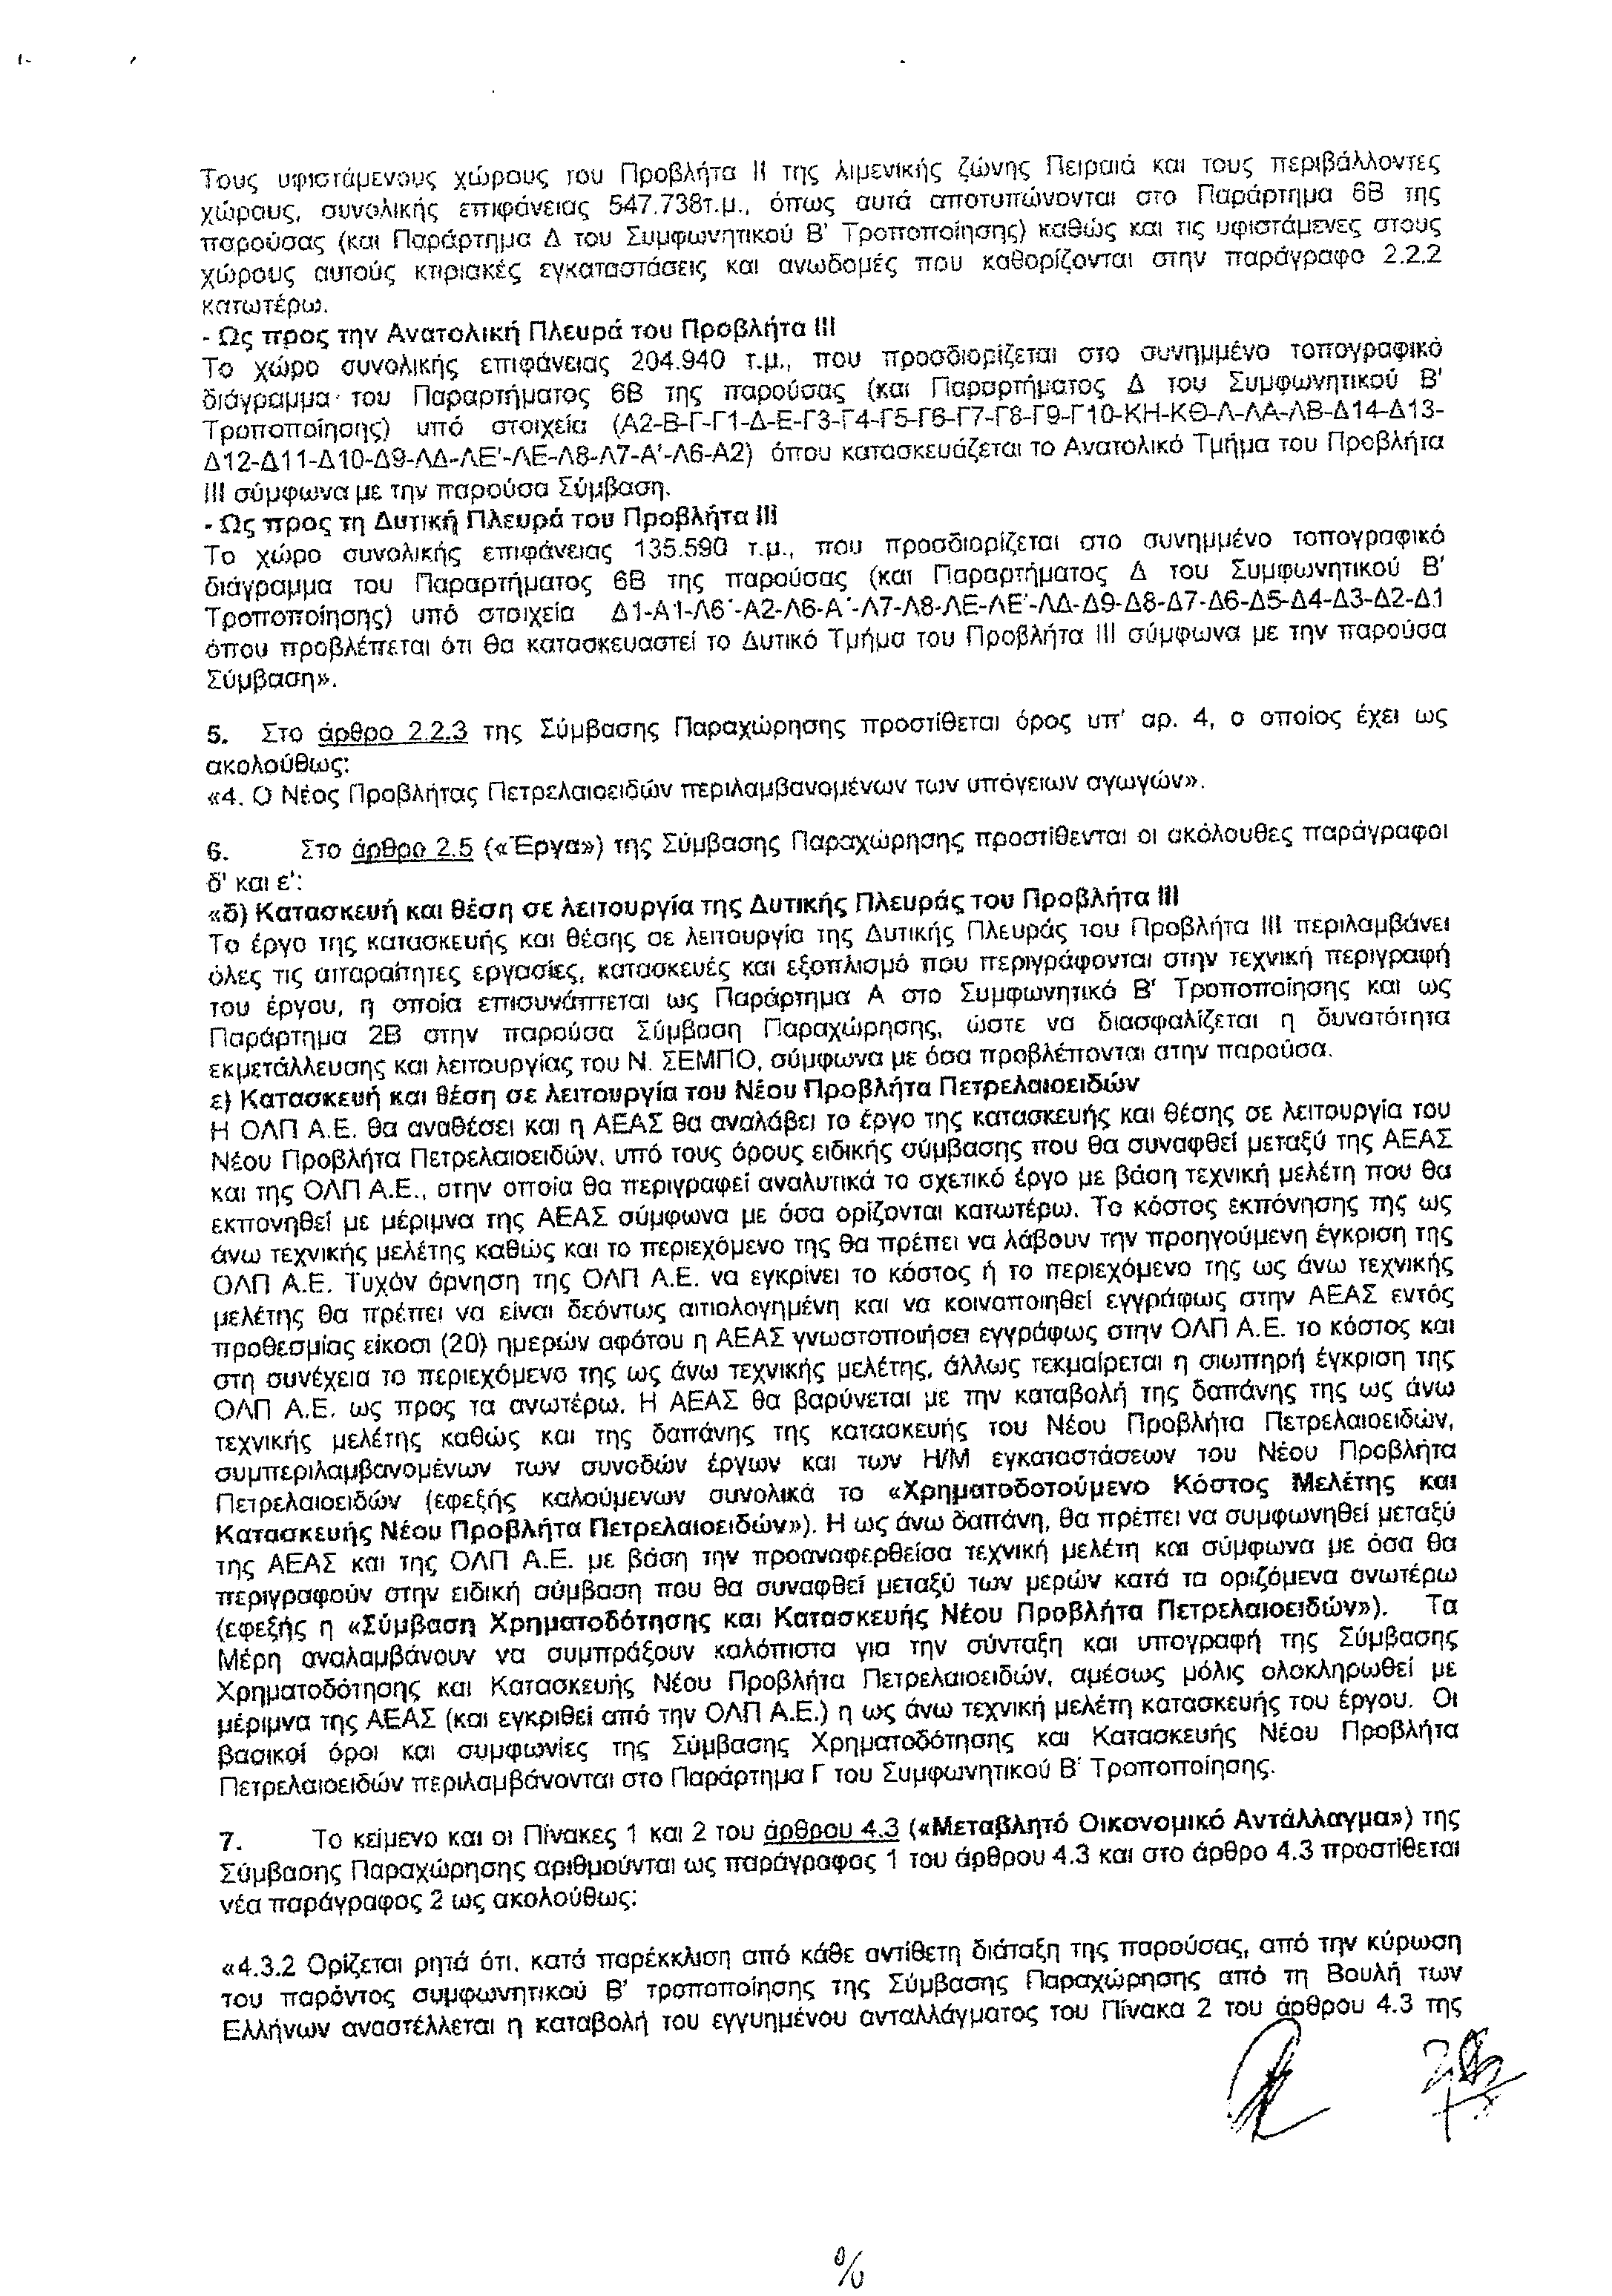 Τους υφιστάμενους χώρους του Προβλήτα ΙΙ της λιμενικής ζώνης Πειραιά και τους περιβάλλοντες
χώρους, συνολικής επιφάνειας 547.738τ.μ., όπως αυτά αποτυπώνονται στο Παράρτημα 6Β της
παρούσας (και Παράρτημα Δ του Συμφωνητικού Β' Τροποποίησης) καθώς και τις υφιστάμενες στους
χώρους αυτούς κτιριακές εγκαταστάσεις και ανωδομές που καθορίζονται στην παράγραφο 2.2.2
κατωτέρω.
- Ως προς την Ανατολική Πλευρά του Προβλήτα ΙΙΙ
Το χώρο συνολικής επιφάνειας 204.940 τ.μ., που προσδιορίζεται στο συνημμένο τοπογραφικό
διάγραμμα του Παραρτήματος 6Β της παρούσας (και Παραρτήματος Δ του Συμφωνητικού Β'
Τροποποίησης) υπό στοιχεία (Α2-Β-Γ-Γ1-Δ-Ε-Γ3-Γ4-Γ5-Γ6-Γ7-Γ8-Γ9-Γ10-ΚΗ-ΚΘ-Λ-ΛΑ-ΛΒ-Δ14-Δ13-
Δ12-Δ11-Δ10-Δ9-ΛΔ-ΛΕ'-ΛΕ-Λ8-Λ7-Α'-Λ6-Α2) όπου κατασκευάζεται το Ανατολικό Τμήμα του Προβλήτα
ΙΙΙ σύμφωνα με την παρούσα Σύμβαση.
- Ως προς τη Δυτική Πλευρά του Προβλήτα ΙΙΙ
Το χώρο συνολικής επιφάνειας 135.590 τ.μ., που προσδιορίζεται στο συνημμένο τοπογραφικό
διάγραμμα του Παραρτήματος 6Β της παρούσας (και Παραρτήματος Δ του Συμφωνητικού Β'
Τροποποίησης) υπό στοιχεία Δ1-Α1-Λ6'-Α2-Λ6-Α'-Λ7-Λ8-ΛΕ-ΛΕ'-ΛΔ-Δ9-Δ8-Δ7-Δ6-Δ5-Δ4-Δ3-Δ2-Δ1
όπου προβλέπεται ότι θα κατασκευαστεί το Δυτικό Τμήμα του Προβλήτα ΙΙΙ σύμφωνα με την παρούσα
Σύμβαση».
5. Στο άρθρο 2.2.3 της Σύμβασης Παραχώρησης προστίθεται όρος υπ' αρ. 4, ο οποίος έχει ως
ακολούθως:
«4. Ο Νέος Προβλήτας Πετρελαιοειδών περιλαμβανομένων των υπόγειων αγωγών».
6. Στο άρθρο 2.5 («Έργα») της Σύμβασης Παραχώρησης προστίθενται οι ακόλουθες παράγραφοι
δ' και ε':
«δ) Κατασκευή και θέση σε λειτουργία της Δυτικής Πλευράς του Προβλήτα ΙΙΙ
Το έργο της κατασκευής και θέσης σε λειτουργία της Δυτικής Πλευράς του Προβλήτα ΙΙΙ περιλαμβάνει
όλες τις απαραίτητες εργασίες, κατασκευές και εξοπλισμό που περιγράφονται στην τεχνική περιγραφή
του έργου, η οποία επισυνάπτεται ως Παράρτημα Α στο Συμφωνητικό Β' Τροποποίησης και ως
Παράρτημα 2Β στην παρούσα Σύμβαση Παραχώρησης, ώστε να διασφαλίζεται η δυνατότητα
εκμετάλλευσης και λειτουργίας του Ν. ΣΕΜΠΟ, σύμφωνα με όσα προβλέπονται στην παρούσα.
ε) Κατασκευή και θέση σε λειτουργία του Νέου Προβλήτα Πετρελαιοειδών
Η ΟΛΠ Α.Ε. θα αναθέσει και η ΑΕΑΣ θα αναλάβει το έργο της κατασκευής και θέσης σε λειτουργία του
Νέου Προβλήτα Πετρελαιοειδών, υπό τους όρους ειδικής σύμβασης που θα συναφθεί μεταξύ της ΑΕΑΣ
και της ΟΛΠ Α.Ε., στην οποία θα περιγραφεί αναλυτικά το σχετικό έργο με βάση τεχνική μελέτη που θα
εκπονηθεί με μέριμνα της ΑΕΑΣ σύμφωνα με όσα ορίζονται κατωτέρω. Το κόστος εκπόνησης της ως
άνω τεχνικής μελέτης καθώς και το περιεχόμενο της θα πρέπει να λάβουν την προηγούμενη έγκριση της
ΟΛΠ Α.Ε. Τυχόν άρνηση της ΟΛΠ Α.Ε. να εγκρίνει το κόστος ή το περιεχόμενο της ως άνω τεχνικής
μελέτης θα πρέπει να είναι δεόντως αιτιολογημένη και να κοινοποιηθεί εγγράφως στην ΑΕΑΣ εντός
προθεσμίας είκοσι (20) ημερών αφότου η ΑΕΑΣ γνωστοποιήσει εγγράφως στην ΟΛΠ Α.Ε. το κόστος και
στη συνέχεια το περιεχόμενο της ως άνω τεχνικής μελέτης, άλλως τεκμαίρεται η σιωπηρή έγκριση της
ΟΛΠ Α.Ε. ως προς τα ανωτέρω. Η ΑΕΑΣ θα βαρύνεται με την καταβολή της δαπάνης της ως άνω
τεχνικής μελέτης καθώς και της δαπάνης της κατασκευής του Νέου Προβλήτα Πετρελαιοειδών,
συμπεριλαμβανομένων των συνοδών έργων και των Η/Μ εγκαταστάσεων του Νέου Προβλήτα
Πετρελαιοειδών (εφεξής καλούμενων συνολικά το «Χρηματοδοτούμενο Κόστος Μελέτης και
Κατασκευής Νέου Προβλήτα Πετρελαιοειδών»). Η ως άνω δαπάνη, θα πρέπει να συμφωνηθεί μεταξύ
της ΑΕΑΣ και της ΟΛΠ Α.Ε. με βάση την προαναφερθείσα τεχνική μελέτη και σύμφωνα με όσα θα
περιγραφούν στην ειδική σύμβαση που θα συναφθεί μεταξύ των μερών κατά τα οριζόμενα ανωτέρω
(εφεξής η «Σύμβαση Χρηματοδότησης και Κατασκευής Νέου Προβλήτα Πετρελαιοειδών»). Τα
Μέρη αναλαμβάνουν να συμπράξουν καλόπιστα για την σύνταξη και υπογραφή της Σύμβασης
Χρηματοδότησης και Κατασκευής Νέου Προβλήτα Πετρελαιοειδών, αμέσως μόλις ολοκληρωθεί με
μέριμνα της ΑΕΑΣ (και εγκριθεί από την ΟΛΠ Α.Ε.) η ως άνω τεχνική μελέτη κατασκευής του έργου. Οι
βασικοί όροι και συμφωνίες της Σύμβασης Χρηματοδότησης και Κατασκευής Νέου Προβλήτα
Πετρελαιοειδών περιλαμβάνονται στο Παράρτημα Γ του Συμφωνητικού Β' Τροποποίησης.
7. Το κείμενο και οι Πίνακες 1 και 2 του άρθρου 4.3 («Μεταβλητό Οικονομικό Αντάλλαγμα») της
Σύμβασης Παραχώρησης αριθμούνται ως παράγραφος 1 του άρθρου 4.3 και στο άρθρο 4.3 προστίθεται
νέα παράγραφος 2 ως ακολούθως:
«4.3.2 Ορίζεται ρητά ότι, κατά παρέκκλιση από κάθε αντίθετη διάταξη της παρούσας, από την κύρωση
του παρόντος συμφωνητικού Β' τροποποίησης της Σύμβασης Παραχώρησης από τη Βουλή των
Ελλήνων αναστέλλεται η καταβολή του εγγυημένου ανταλλάγματος του Πίνακα 2 του άρθρου 4.3 της